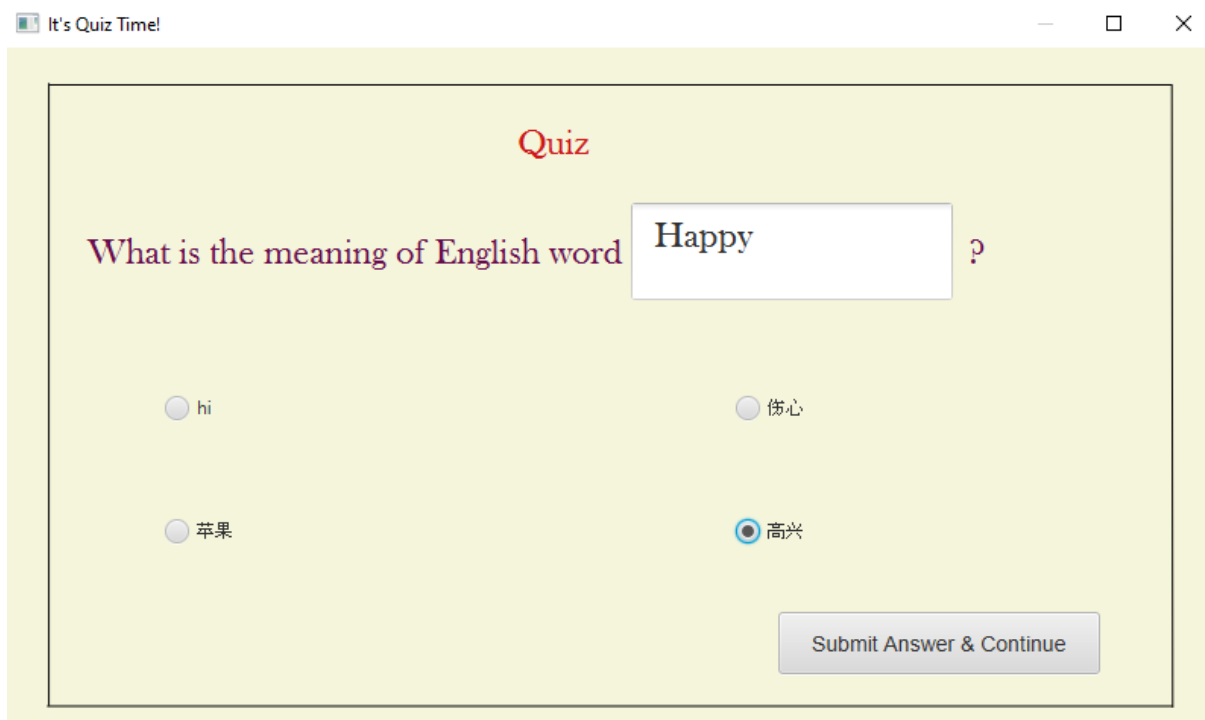 It's Quiz Time!
Quiz
What is the meaning of English word Happy ?
hi 伤心
苹果 高兴
Submit Answer & Continue